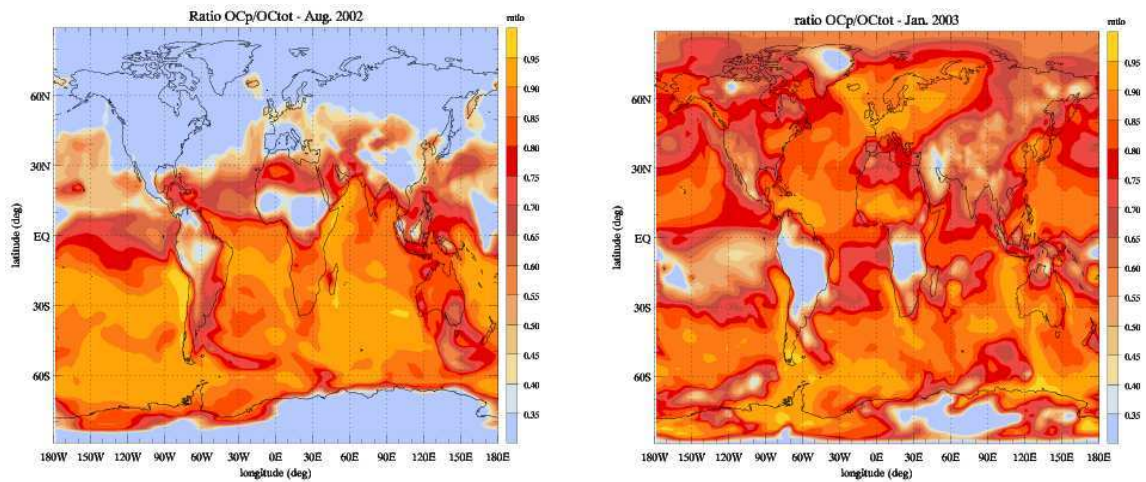 Ratio OCp/OCtot - Aug. 2002
ratio
0.95
0.90
0.85
0.80
0.75
0.70
0.65
0.60
0.55
0.50
0.45
0.40
0.35
60N
30N
EQ
30S
60S
latitude (deg)
180W 150W 120W 90W 60W 30W 0E 30E 60E 90E 120E 150E 180E
longitude (deg)
ratio OCp/OCtot - Jan. 2003
ratio
0.95
0.90
0.85
0.80
0.75
0.70
0.65
0.60
0.55
0.50
0.45
0.40
0.35
60N
30N
EQ
30S
60S
latitude (deg)
180W 150W 120W 90W 60W 30W 0E 30E 60E 90E 120E 150E 180E
longitude (deg)